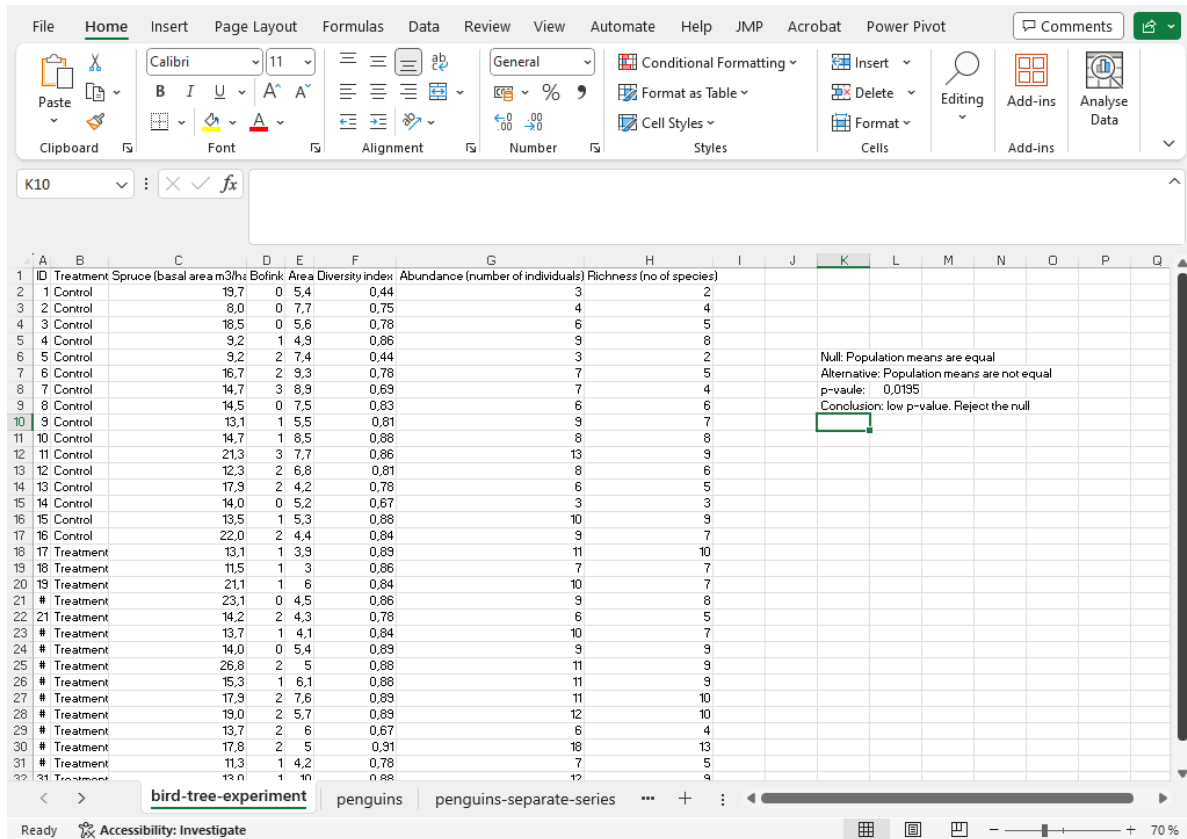 File Home Insert Page Layout Formulas Data Review View Automate Help JMP Acrobat Power Pivot Comments
Calibri 11 General Conditional Formatting Insert
Paste B I U A A % 9 Format as Table Delete Editing Add-ins Analyse Data
A Cell Styles Format
Clipboard Font Alignment Number Styles Cells Add-ins
K10 fx
A B C D E F G H I J K L M N O P Q
1 ID Treatment Spruce (basal area m3/ha Bofink Area Diversity index Abundance (number of individuals) Richness (no of species)
2 1 Control 19,7 0 5,4 0,44 3 2
3 2 Control 8,0 0 7,7 0,75 4 4
4 3 Control 18,5 0 5,6 0,78 6 5
5 4 Control 9,2 1 4,9 0,86 9 8
6 5 Control 9,2 2 7,4 0,44 3 2 Null: Population means are equal
7 6 Control 16,7 2 9,3 0,78 7 5 Alternative: Population means are not equal
8 7 Control 14,7 3 8,9 0,69 7 4 p-vaule: 0,0195
9 8 Control 14,5 0 7,5 0,83 6 6 Conclusion: low p-value. Reject the null
10 9 Control 13,1 1 5,5 0,81 9 7
11 10 Control 14,7 1 8,5 0,88 8 8
12 11 Control 21,3 3 7,7 0,86 13 9
13 12 Control 12,3 2 6,8 0,81 8 6
14 13 Control 17,9 2 4,2 0,78 6 5
15 14 Control 14,0 0 5,2 0,67 3 3
16 15 Control 13,5 1 5,3 0,88 10 9
17 16 Control 22,0 2 4,4 0,84 9 7
18 17 Treatment 13,1 1 3,9 0,89 11 10
19 18 Treatment 11,5 1 3 0,86 7 7
20 19 Treatment 21,1 1 6 0,84 10 7
21 # Treatment 23,1 0 4,5 0,86 9 8
22 21 Treatment 14,2 2 4,3 0,78 6 5
23 # Treatment 13,7 1 4,1 0,84 10 7
24 # Treatment 14,0 0 5,4 0,89 9 9
25 # Treatment 26,8 2 5 0,88 11 9
26 # Treatment 15,3 1 6,1 0,88 11 9
27 # Treatment 17,9 2 7,6 0,89 11 10
28 # Treatment 19,0 2 5,7 0,89 12 10
29 # Treatment 13,7 2 6 0,67 6 4
30 # Treatment 17,8 2 5 0,91 18 13
31 # Treatment 11,3 1 4,2 0,78 7 5
32 31 Treatment 13,0 1 10 0,88 12 9
bird-tree-experiment penguins penguins-separate-series
Ready Accessibility: Investigate 70 %